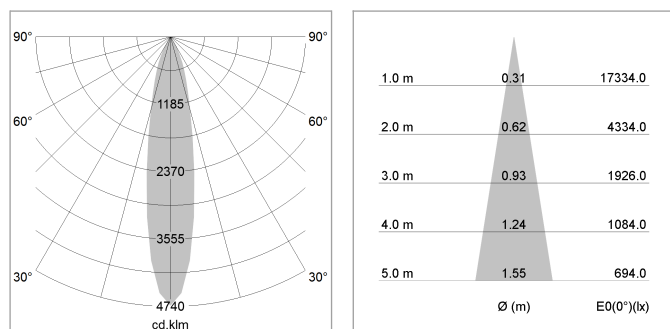 90° 90°
1185
60° 60°
2370
3555
30° 30°
4740
cd.klm
1.0 m 0.31 17334.0
2.0 m 0.62 4334.0
3.0 m 0.93 1926.0
4.0 m 1.24 1084.0
5.0 m 1.55 694.0
Ø (m) E0(0°)(lx)